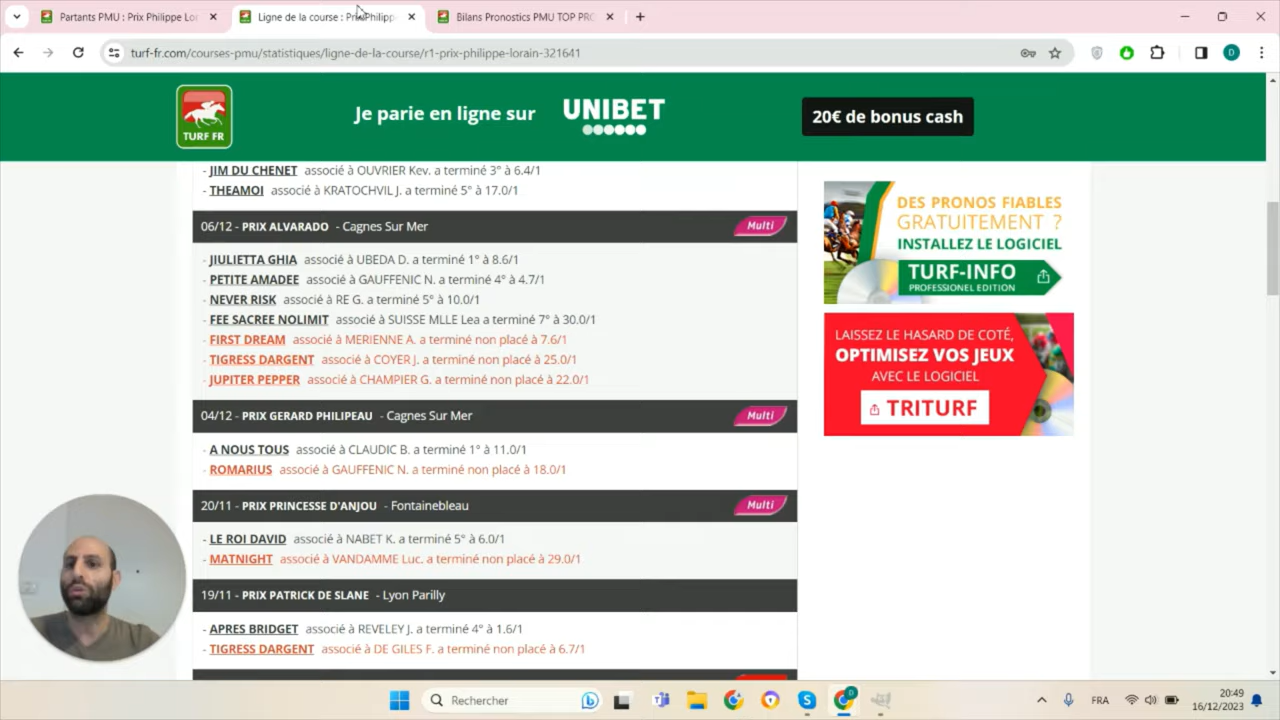 Partants PMU : Prix Philippe Lor
Ligne de la course : Prix Philipp
Bilans Pronostics PMU TOP PRO
turf-fr.com/courses-pmu/statistiques/ligne-de-la-course/r1-prix-philippe-lorain-321641
D
TURF FR
Je parie en ligne sur UNIBET
20€ de bonus cash
- JIM DU CHENET associé à OUVRIER Kev. a terminé 3° à 6.4/1
- THEAMOI associé à KRATOCHVIL J. a terminé 5° à 17.0/1
06/12 - PRIX ALVARADO - Cagnes Sur Mer Multi
- JIULIETTA GHIA associé à UBEDA D. a terminé 1° à 8.6/1
- PETITE AMADEE associé à GAUFFENIC N. a terminé 4° à 4.7/1
- NEVER RISK associé à RE G. a terminé 5° à 10.0/1
- FEE SACREE NOLIMIT associé à SUISSE MLLE Lea a terminé 7° à 30.0/1
- FIRST DREAM associé à MERIENNE A. a terminé non placé à 7.6/1
- TIGRESS DARGENT associé à COYER J. a terminé non placé à 25.0/1
- JUPITER PEPPER associé à CHAMPIER G. a terminé non placé à 22.0/1
04/12 - PRIX GERARD PHILIPEAU - Cagnes Sur Mer Multi
- A NOUS TOUS associé à CLAUDIC B. a terminé 1° à 11.0/1
- ROMARIUS associé à GAUFFENIC N. a terminé non placé à 18.0/1
20/11 - PRIX PRINCESSE D'ANJOU - Fontainebleau Multi
- LE ROI DAVID associé à NABET K. a terminé 5° à 6.0/1
- MATNIGHT associé à VANDAMME Luc. a terminé non placé à 29.0/1
19/11 - PRIX PATRICK DE SLANE - Lyon Parilly
- APRES BRIDGET associé à REVELEY J. a terminé 4° à 1.6/1
- TIGRESS DARGENT associé à DE GILES F. a terminé non placé à 6.7/1
DES PRONOS FIABLES
GRATUITEMENT ?
INSTALLEZ LE LOGICIEL
TURF-INFO
PROFESSIONEL EDITION
LAISSEZ LE HASARD DE COTÉ,
OPTIMISEZ VOS JEUX
AVEC LE LOGICIEL
TRITURF
Rechercher
FRA
20:49
16/12/2023